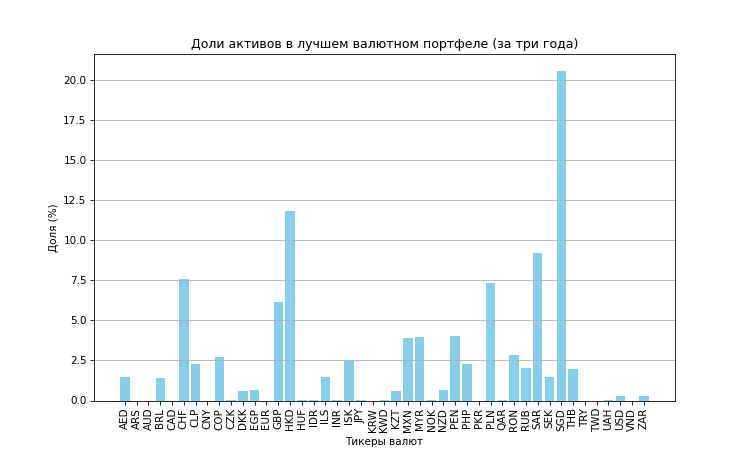 Доли активов в лучшем валютном портфеле (за три года)
Доля (%)
20.0
17.5
15.0
12.5
10.0
7.5
5.0
2.5
0.0
AED ARS AUD BRL CAD CHF CLP CNY COP CZK DKK EGP EUR GBP HKD HUF IDR ILS INR ISK JPY KRW KWD KZT MXN MYR NOK NZD PEN PHP PKR PLN QAR RON RUB SAR SEK SGD THB TRY TWD UAH USD VND ZAR
Тикеры валют